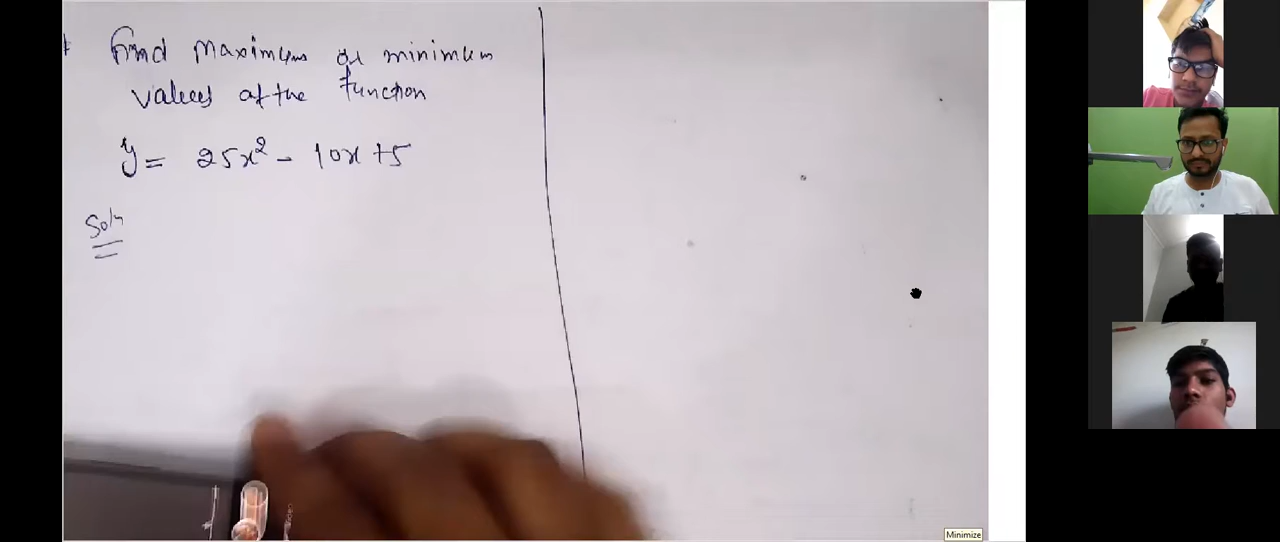 Find maximum or minimum
values of the function
y = 25x² - 10x + 5
Soln
Minimize